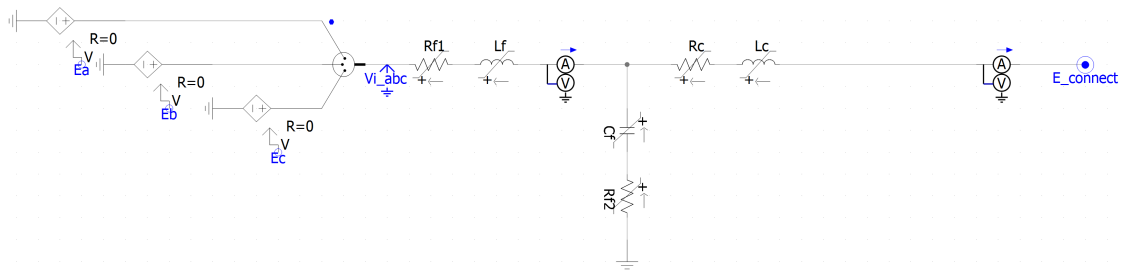 R=0
V
Ea
R=0
V
Eb
R=0
V
Ec
Vi_abc
Rf1
+
Lf
+
A
V
Rc
+
Lc
+
A
V
E_connect
Cf
+
Rf2
+